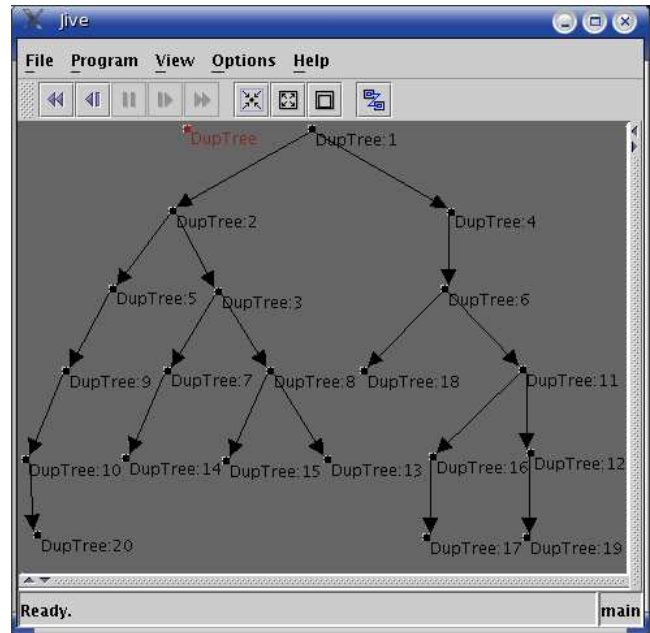 Jive
File Program View Options Help
DupTree
DupTree:1
DupTree:2
DupTree:4
DupTree:5
DupTree:3
DupTree:6
DupTree:9
DupTree:7
DupTree:8
DupTree:18
DupTree:11
DupTree:10
DupTree:14
DupTree:15
DupTree:13
DupTree:16
DupTree:12
DupTree:20
DupTree:17
DupTree:19
Ready.
main